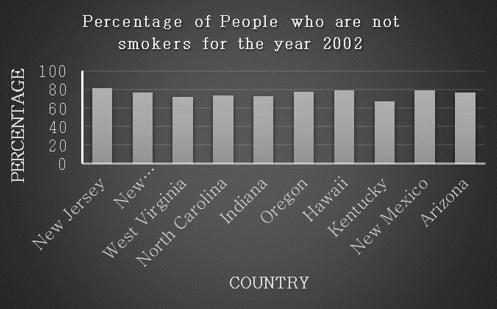 Percentage of People who are not
smokers for the year 2002
PERCENTAGE
100
80
60
40
20
0
New Jersey
New...
West Virginia
North Carolina
Indiana
Oregon
Hawaii
Kentucky
New Mexico
Arizona
COUNTRY